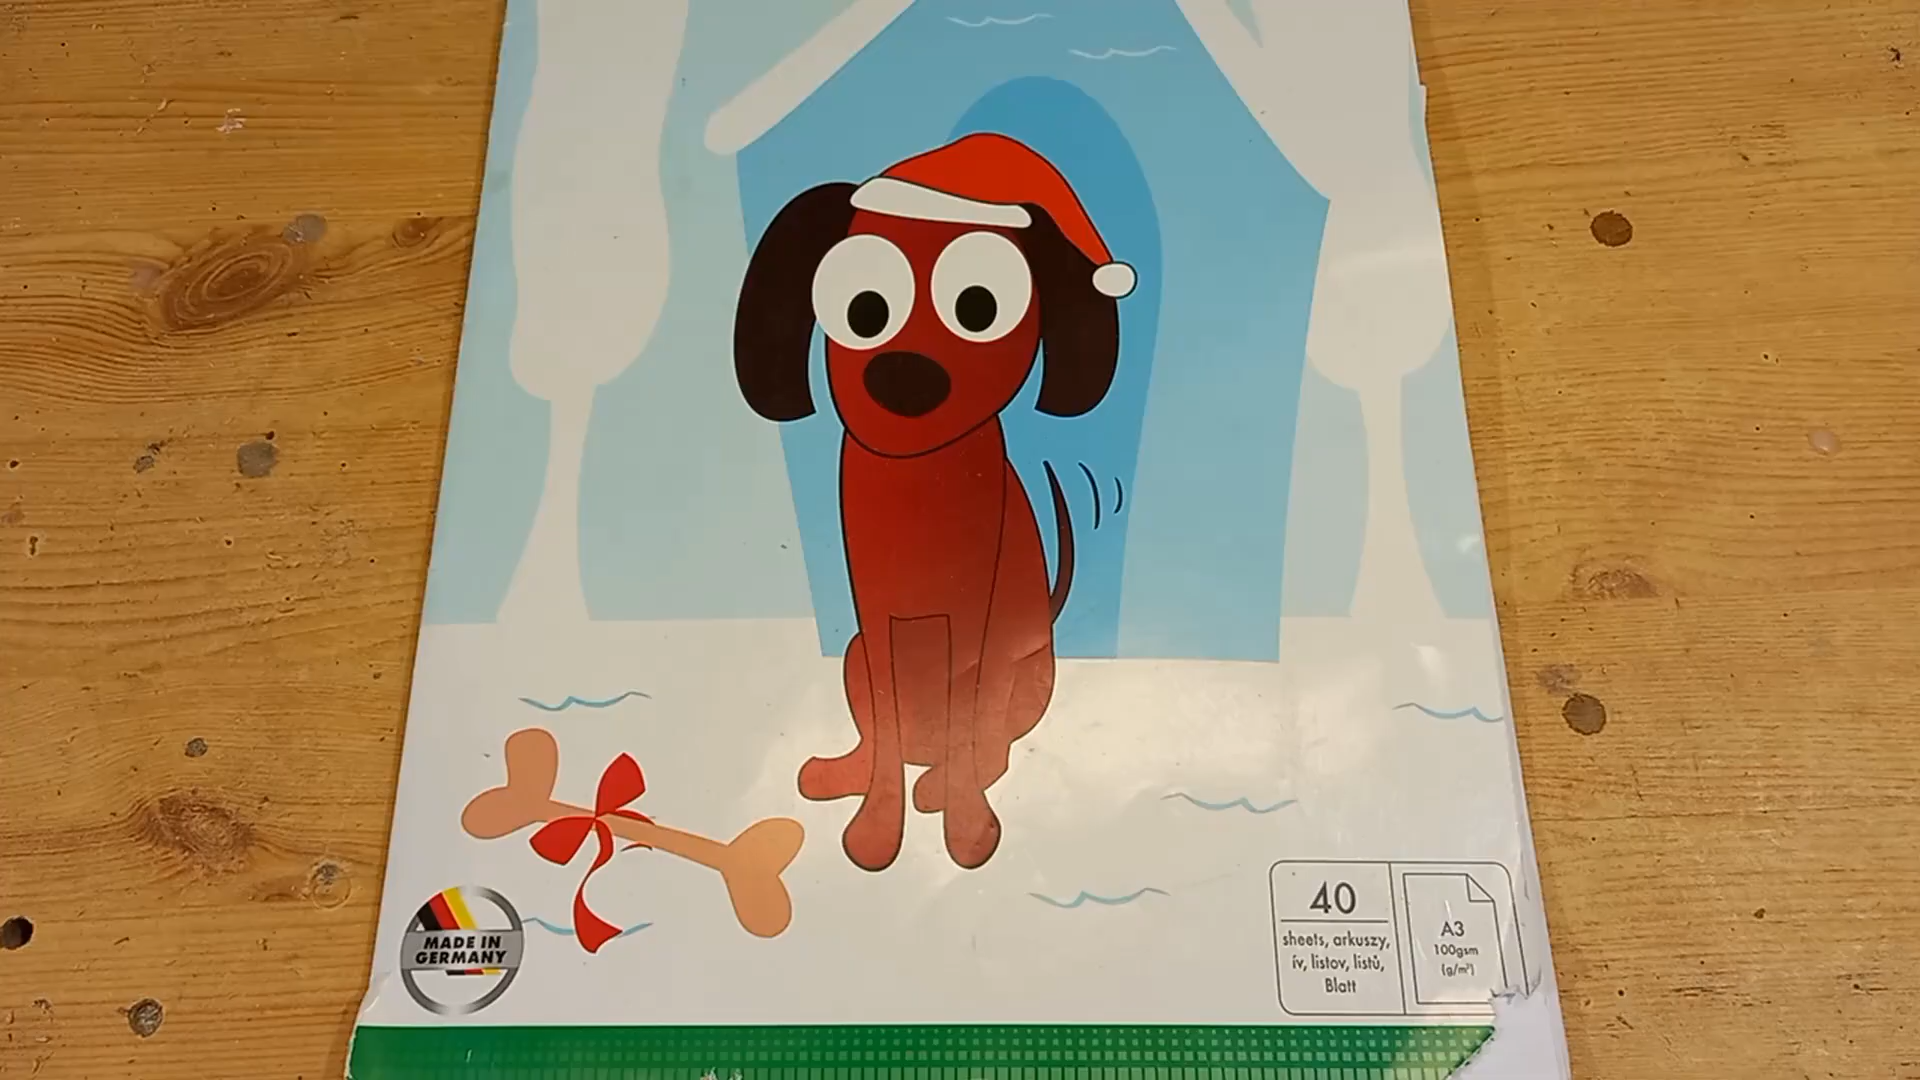 MADE IN
GERMANY
40
sheets, arkuszy,
ív, listov, listů,
Blatt
A3
100gsm
(g/m²)